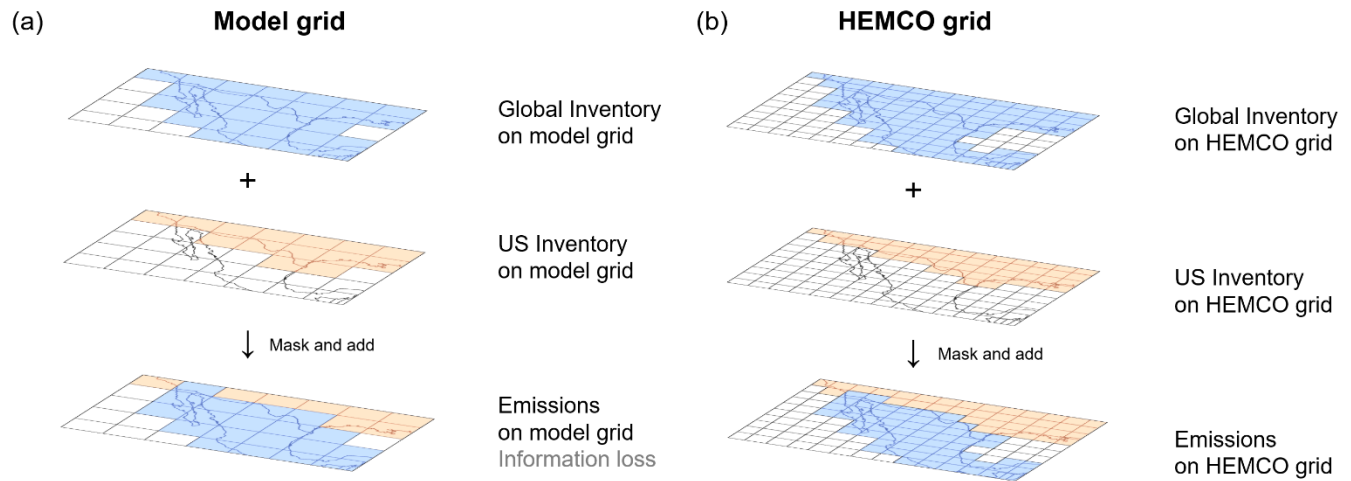 (a)
Model grid
Global Inventory
on model grid
+
US Inventory
on model grid
↓ Mask and add
Emissions
on model grid
Information loss
(b)
HEMCO grid
Global Inventory
on HEMCO grid
+
US Inventory
on HEMCO grid
↓ Mask and add
Emissions
on HEMCO grid